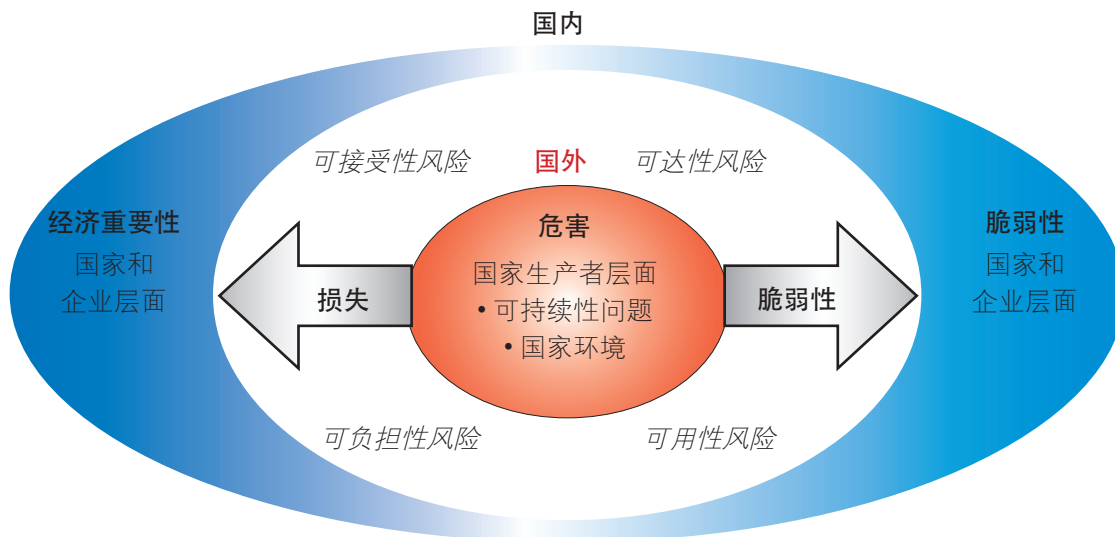 国内
可接受性风险
国外
可达性风险
经济重要性
国家和
企业层面
危害
国家生产者层面
• 可持续性问题
• 国家环境
脆弱性
国家和
企业层面
损失
脆弱性
可负担性风险
可用性风险